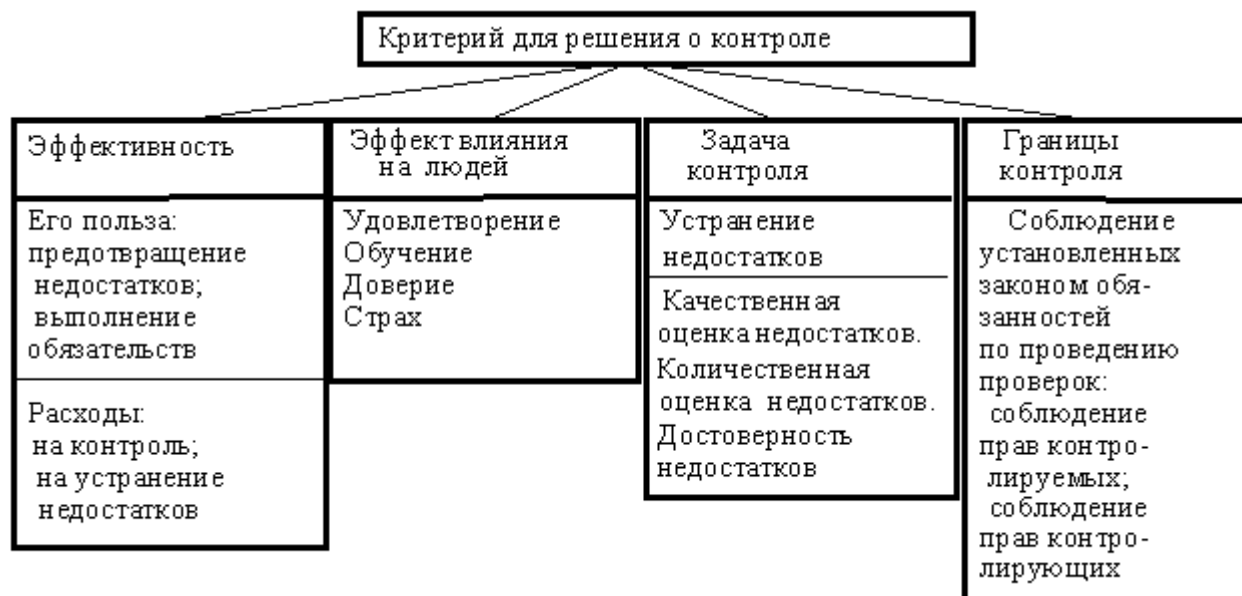 Критерий для решения о контроле
Эффективность
Его польза:
предотвращение
недостатков;
выполнение
обязательств
Расходы:
на контроль;
на устранение
недостатков
Эффект влияния
на людей
Удовлетворение
Обучение
Доверие
Страх
Задача
контроля
Устранение
недостатков
Качественная
оценка недостатков.
Количественная
оценка недостатков.
Достоверность
недостатков
Границы
контроля
Соблюдение
установленных
законом обя-
занностей
по проведению
проверок:
соблюдение
прав контро-
лируемых;
соблюдение
прав контро-
лирующих